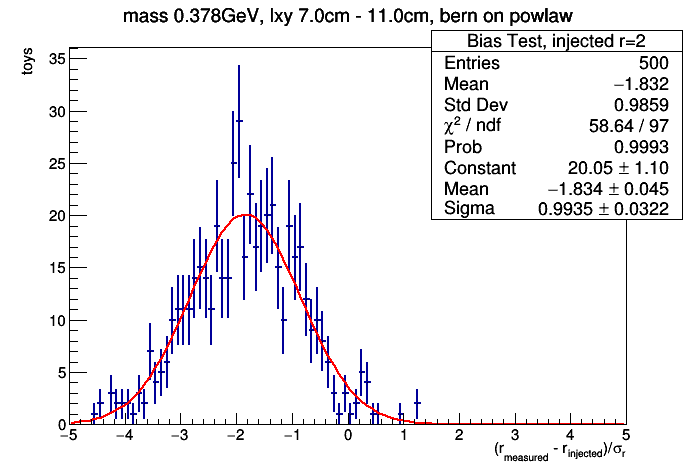 mass 0.378GeV, lxy 7.0cm - 11.0cm, bern on powlaw
Bias Test, injected r=2
Entries 500
Mean −1.832
Std Dev 0.9859
χ² / ndf 58.64 / 97
Prob 0.9993
Constant 20.05 ± 1.10
Mean −1.834 ± 0.045
Sigma 0.9935 ± 0.0322
toys
35
30
25
20
15
10
5
0
−5 −4 −3 −2 −1 0 1 2 3 4 5
(r_measured - r_injected)/σ_r